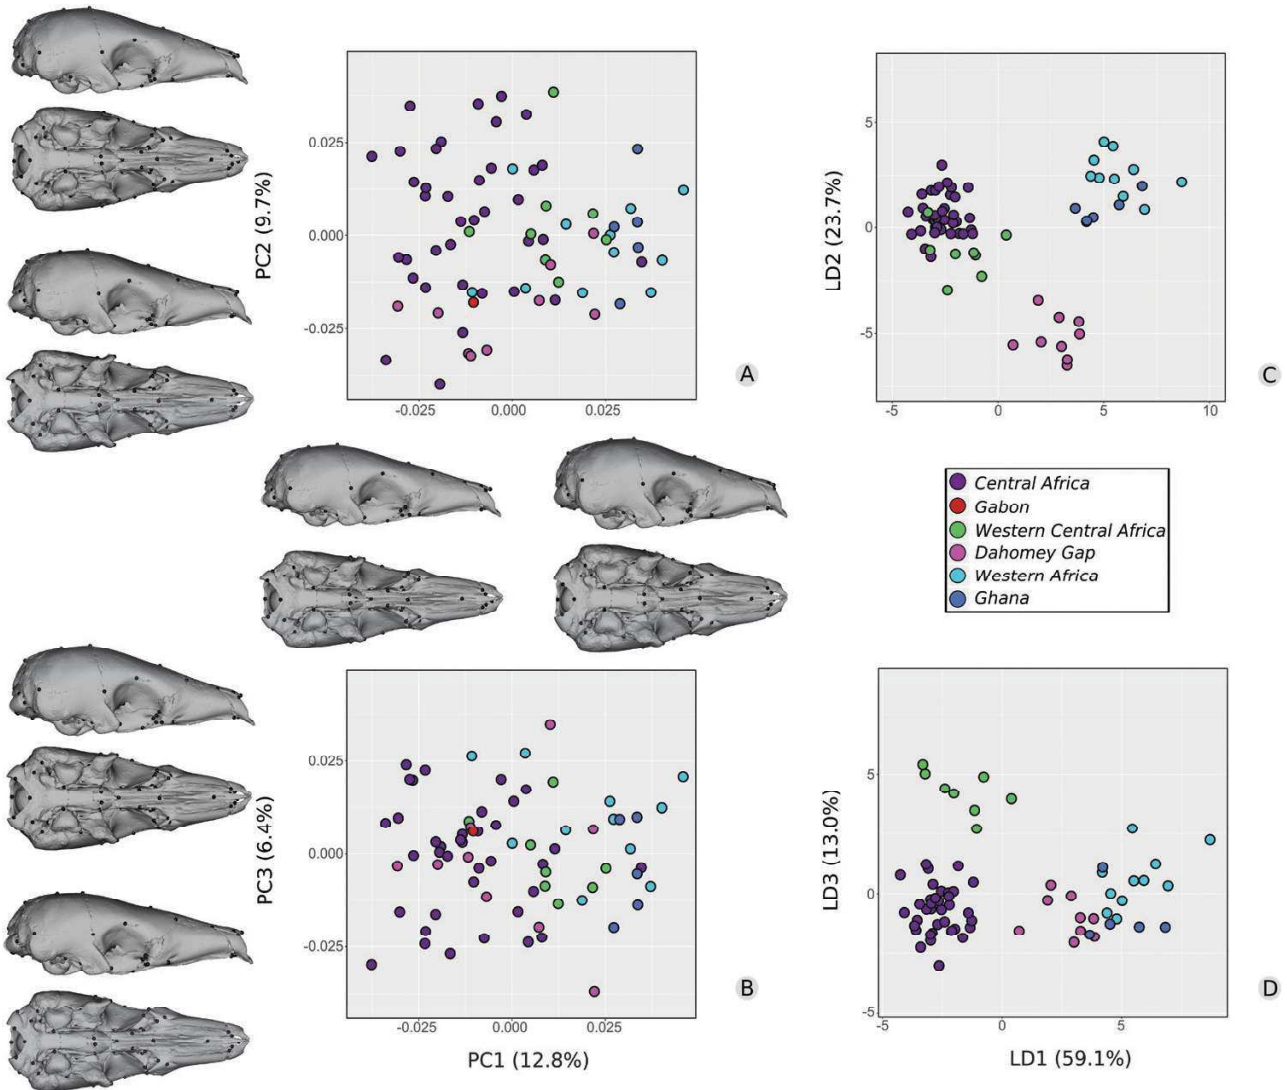 0.025
0.000
-0.025
PC2 (9.7%)
-0.025
0.000
0.025
A
5
0
-5
LD2 (23.7%)
-5
0
5
10
C
Central Africa
Gabon
Western Central Africa
Dahomey Gap
Western Africa
Ghana
0.025
0.000
-0.025
PC3 (6.4%)
-0.025
0.000
0.025
PC1 (12.8%)
B
5
0
-5
LD3 (13.0%)
-5
0
5
LD1 (59.1%)
D